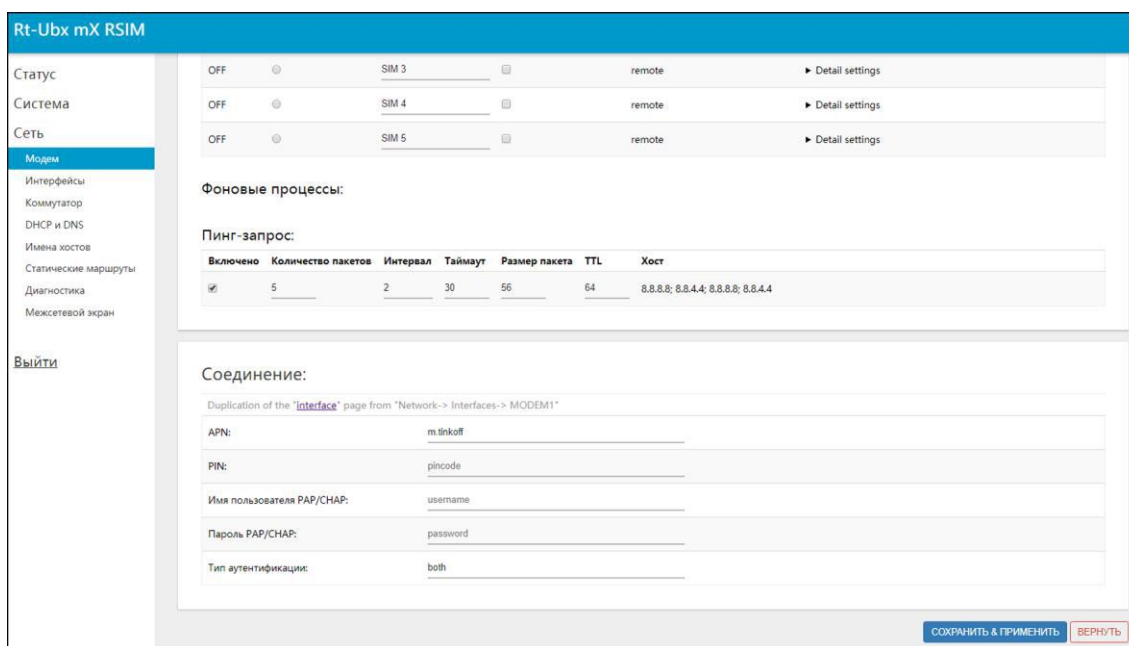 Rt-Ubx mX RSIM
Статус
Система
Сеть
Модем
Интерфейсы
Коммутатор
DHCP и DNS
Имена хостов
Статические маршруты
Диагностика
Межсетевой экран
Выйти
OFF SIM 3 remote ► Detail settings
OFF SIM 4 remote ► Detail settings
OFF SIM 5 remote ► Detail settings
Фоновые процессы:
Пинг-запрос:
Включено Количество пакетов Интервал Таймаут Размер пакета TTL Хост
5 2 30 56 64 8.8.8.8; 8.8.4.4; 8.8.8.8; 8.8.4.4
Соединение:
Duplication of the "interface" page from "Network-> Interfaces-> MODEM1"
APN: m.tinkoff
PIN: pincode
Имя пользователя PAP/CHAP: username
Пароль PAP/CHAP: password
Тип аутентификации: both
СОХРАНИТЬ & ПРИМЕНИТЬ ВЕРНУТЬ